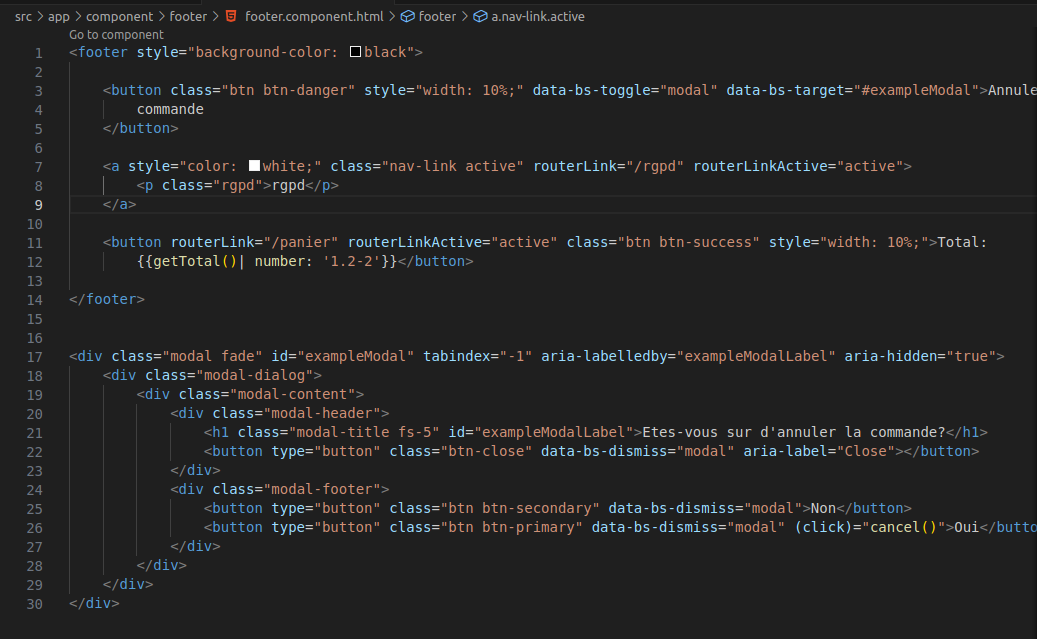 src > app > component > footer > footer.component.html > footer > a.nav-link.active
Go to component
1 <footer style="background-color: black">
2
3 <button class="btn btn-danger" style="width: 10%;" data-bs-toggle="modal" data-bs-target="#exampleModal">Annule
4 commande
5 </button>
6
7 <a style="color: white;" class="nav-link active" routerLink="/rgpd" routerLinkActive="active">
8 <p class="rgpd">rgpd</p>
9 </a>
10
11 <button routerLink="/panier" routerLinkActive="active" class="btn btn-success" style="width: 10%;">Total:
12 {{getTotal()| number: '1.2-2'}}</button>
13
14 </footer>
15
16
17 <div class="modal fade" id="exampleModal" tabindex="-1" aria-labelledby="exampleModalLabel" aria-hidden="true">
18 <div class="modal-dialog">
19 <div class="modal-content">
20 <div class="modal-header">
21 <h1 class="modal-title fs-5" id="exampleModalLabel">Etes-vous sur d'annuler la commande?</h1>
22 <button type="button" class="btn-close" data-bs-dismiss="modal" aria-label="Close"></button>
23 </div>
24 <div class="modal-footer">
25 <button type="button" class="btn btn-secondary" data-bs-dismiss="modal">Non</button>
26 <button type="button" class="btn btn-primary" data-bs-dismiss="modal" (click)="cancel()">Oui</butto
27 </div>
28 </div>
29 </div>
30 </div>